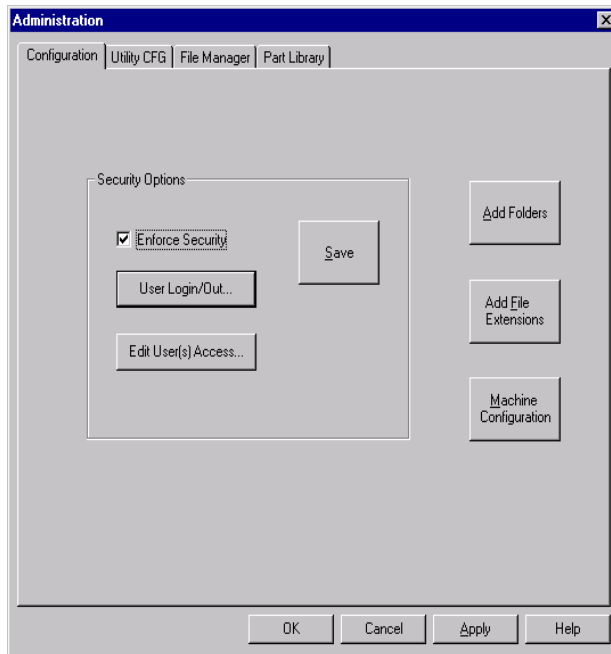 Administration
Configuration Utility CFG File Manager Part Library
Security Options
Enforce Security
Save
User Login/Out...
Edit User(s) Access...
Add Folders
Add File
Extensions
Machine
Configuration
OK Cancel Apply Help